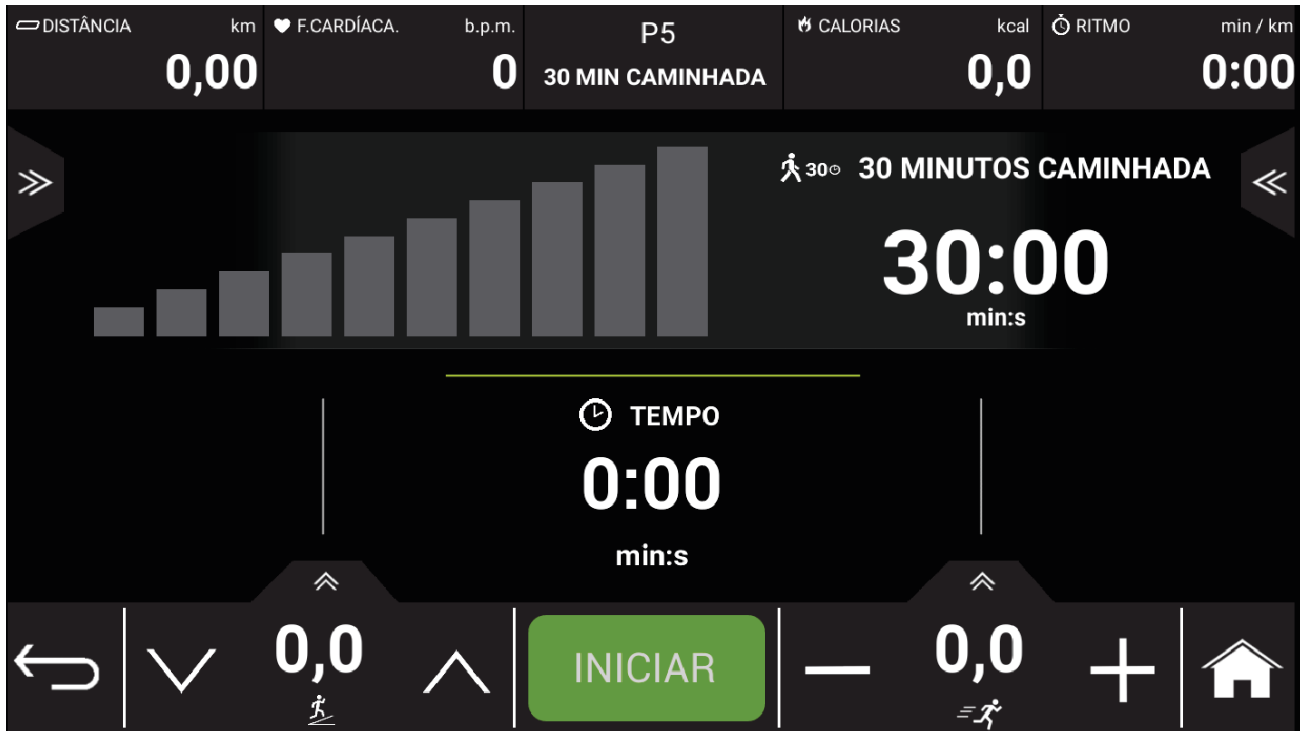 DISTÂNCIA km
0,00
F.CARDÍACA. b.p.m.
0
P5
30 MIN CAMINHADA
CALORIAS kcal
0,0
RITMO min / km
0:00
30 30 MINUTOS CAMINHADA
30:00
min:s
TEMPO
0:00
min:s
0,0
INICIAR
0,0